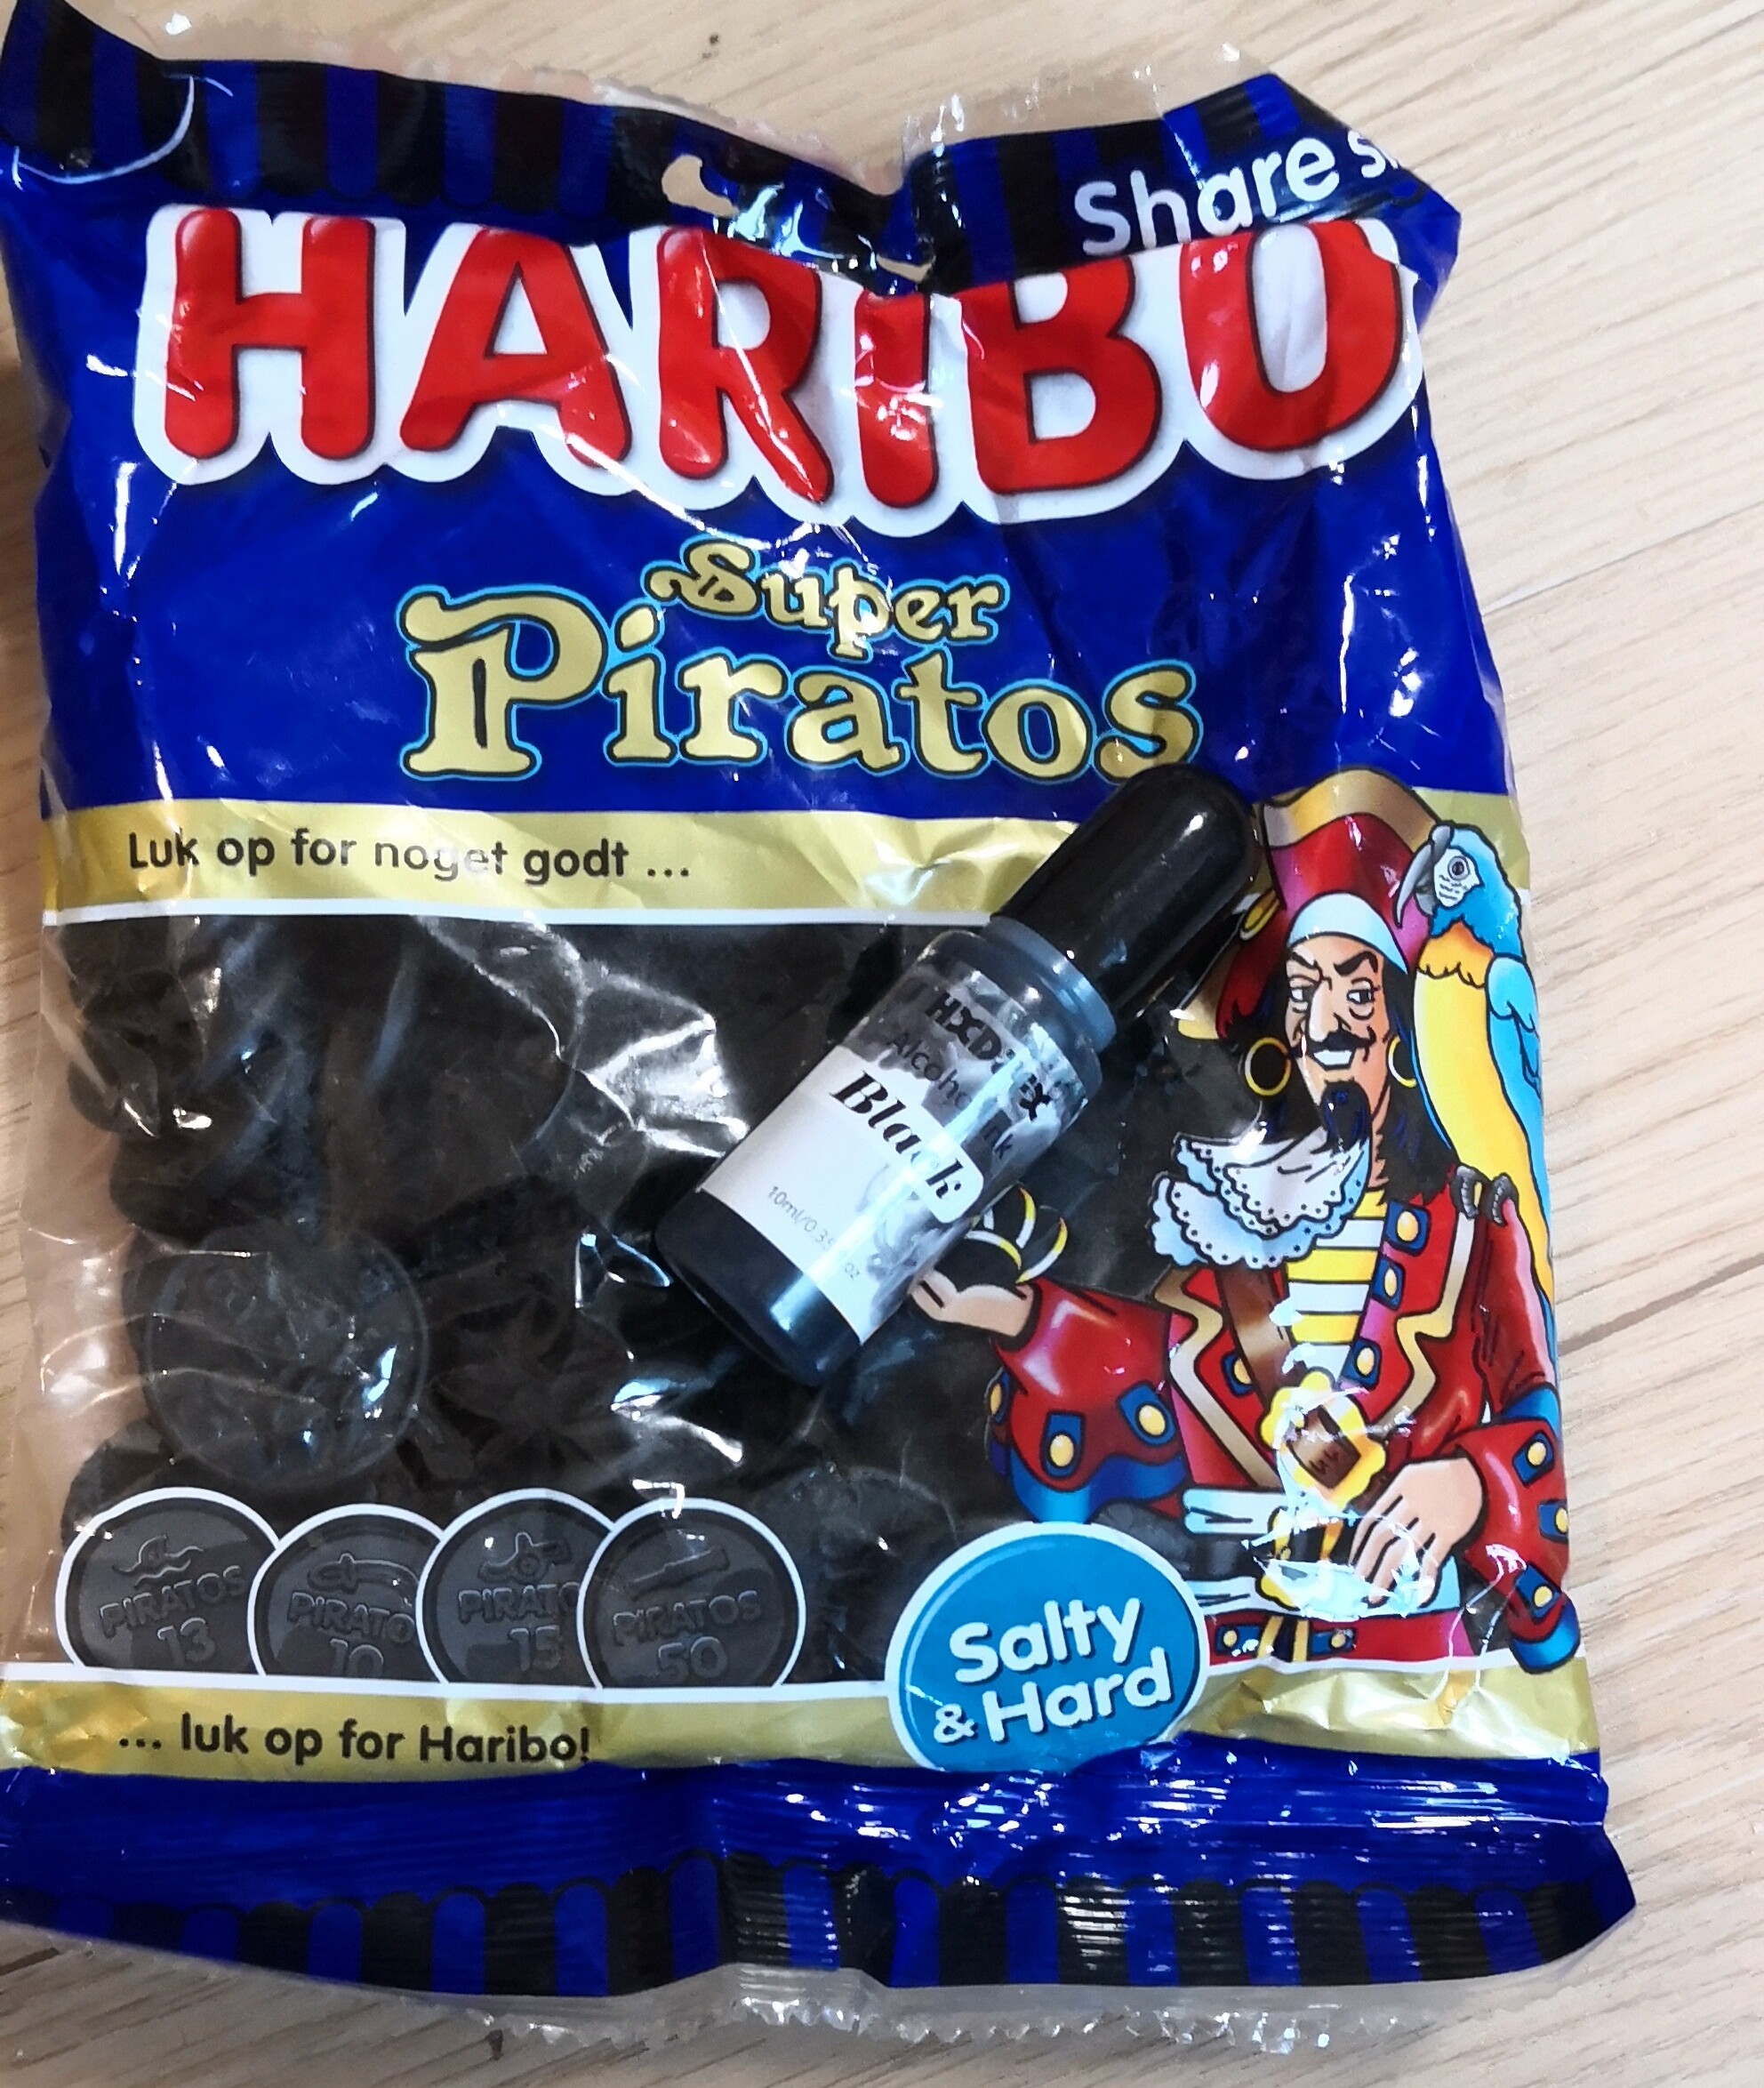 Share
HARIBO
Super
Piratos
Luk op for noget godt ...
Black
PIRATOS
13
10
15
PIRATOS
50
Salty
& Hard
... luk op for Haribo!